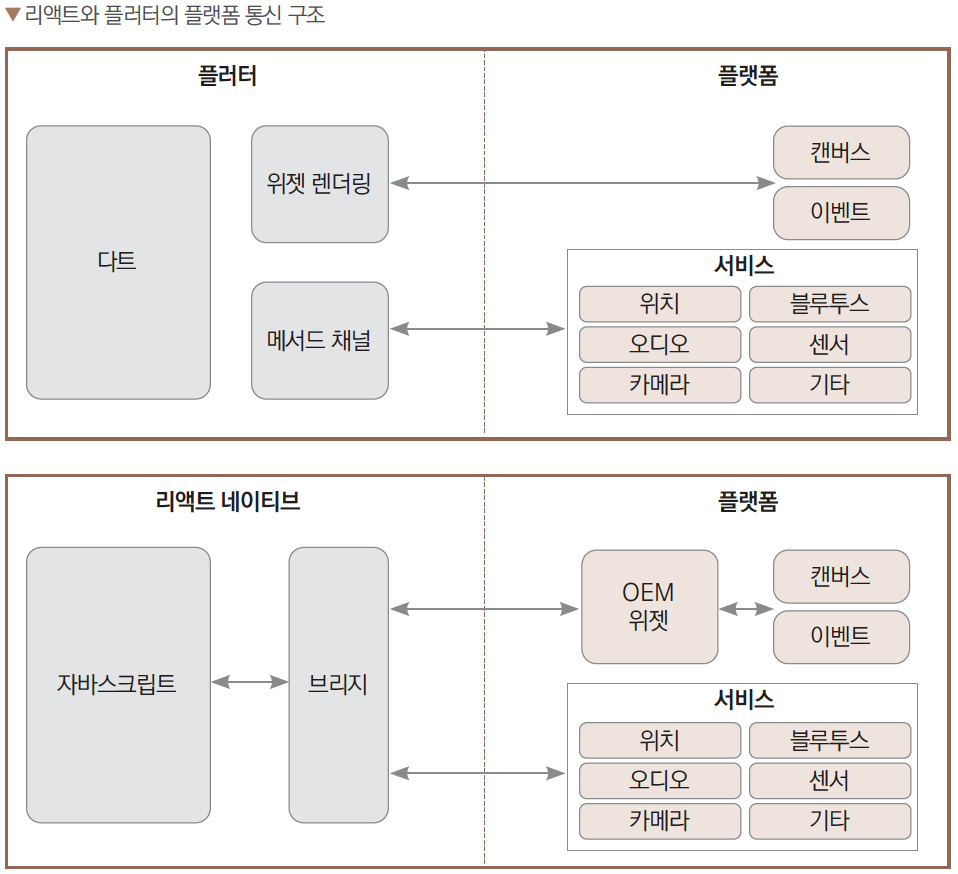 ▼ 리액트와 플러터의 플랫폼 통신 구조
플러터
플랫폼
다트
위젯 렌더링
메서드 채널
캔버스
이벤트
서비스
위치
블루투스
오디오
센서
카메라
기타
리액트 네이티브
플랫폼
자바스크립트
브리지
OEM
위젯
캔버스
이벤트
서비스
위치
블루투스
오디오
센서
카메라
기타